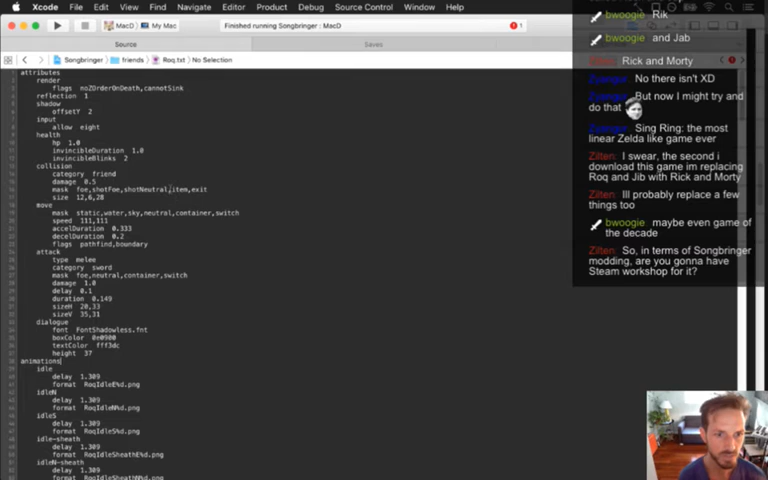 Xcode File Edit View Find Navigate Editor Product Debug Source Control Window Help
MacD My Mac Finished running Songbringer : MacD 1
Source Saves
Songbringer friends Roq.txt No Selection
attributes
render
flags noZOrderOnDeath,cannotSink
reflection 1
shadow
offsetY 2
input
allow eight
health
hp 1.0
invincibleDuration 1.0
invincibleBlinks 2
collision
category friend
damage 0.5
mask foe,shotFoe,shotNeutral,item,exit
size 12,6,28
move
mask static,water,sky,neutral,container,switch
speed 111,111
accelDuration 0.333
decelDuration 0.2
flags pathfind,boundary
attack
type melee
category sword
mask foe,neutral,container,switch
damage 1.0
delay 0.1
duration 0.149
sizeH 20,33
sizeV 35,31
dialogue
font FontShadowless.fnt
boxColor 0e0900
textColor fff3dc
height 37
animations
idle
delay 1.309
format RoqIdleE%d.png
idleN
delay 1.309
format RoqIdleN%d.png
idleS
delay 1.309
format RoqIdleS%d.png
idle-sheath
delay 1.309
format RoqIdleSheathE%d.png
idleN-sheath
delay 1.309
format RoqIdleSheathN%d.png
bwoogie Rik
bwoogie and Jab
Zilten: Rick and Morty
No there isn't XD
But now I might try and
do that
Sing Ring: the most
linear Zelda like game ever
Zilten: I swear, the second i
download this game im replacing
Roq and Jib with Rick and Morty
Zilten: Ill probably replace a few
things too
bwoogie maybe even game of
the decade
Zilten: So, in terms of Songbringer
modding, are you gonna have
Steam workshop for it?